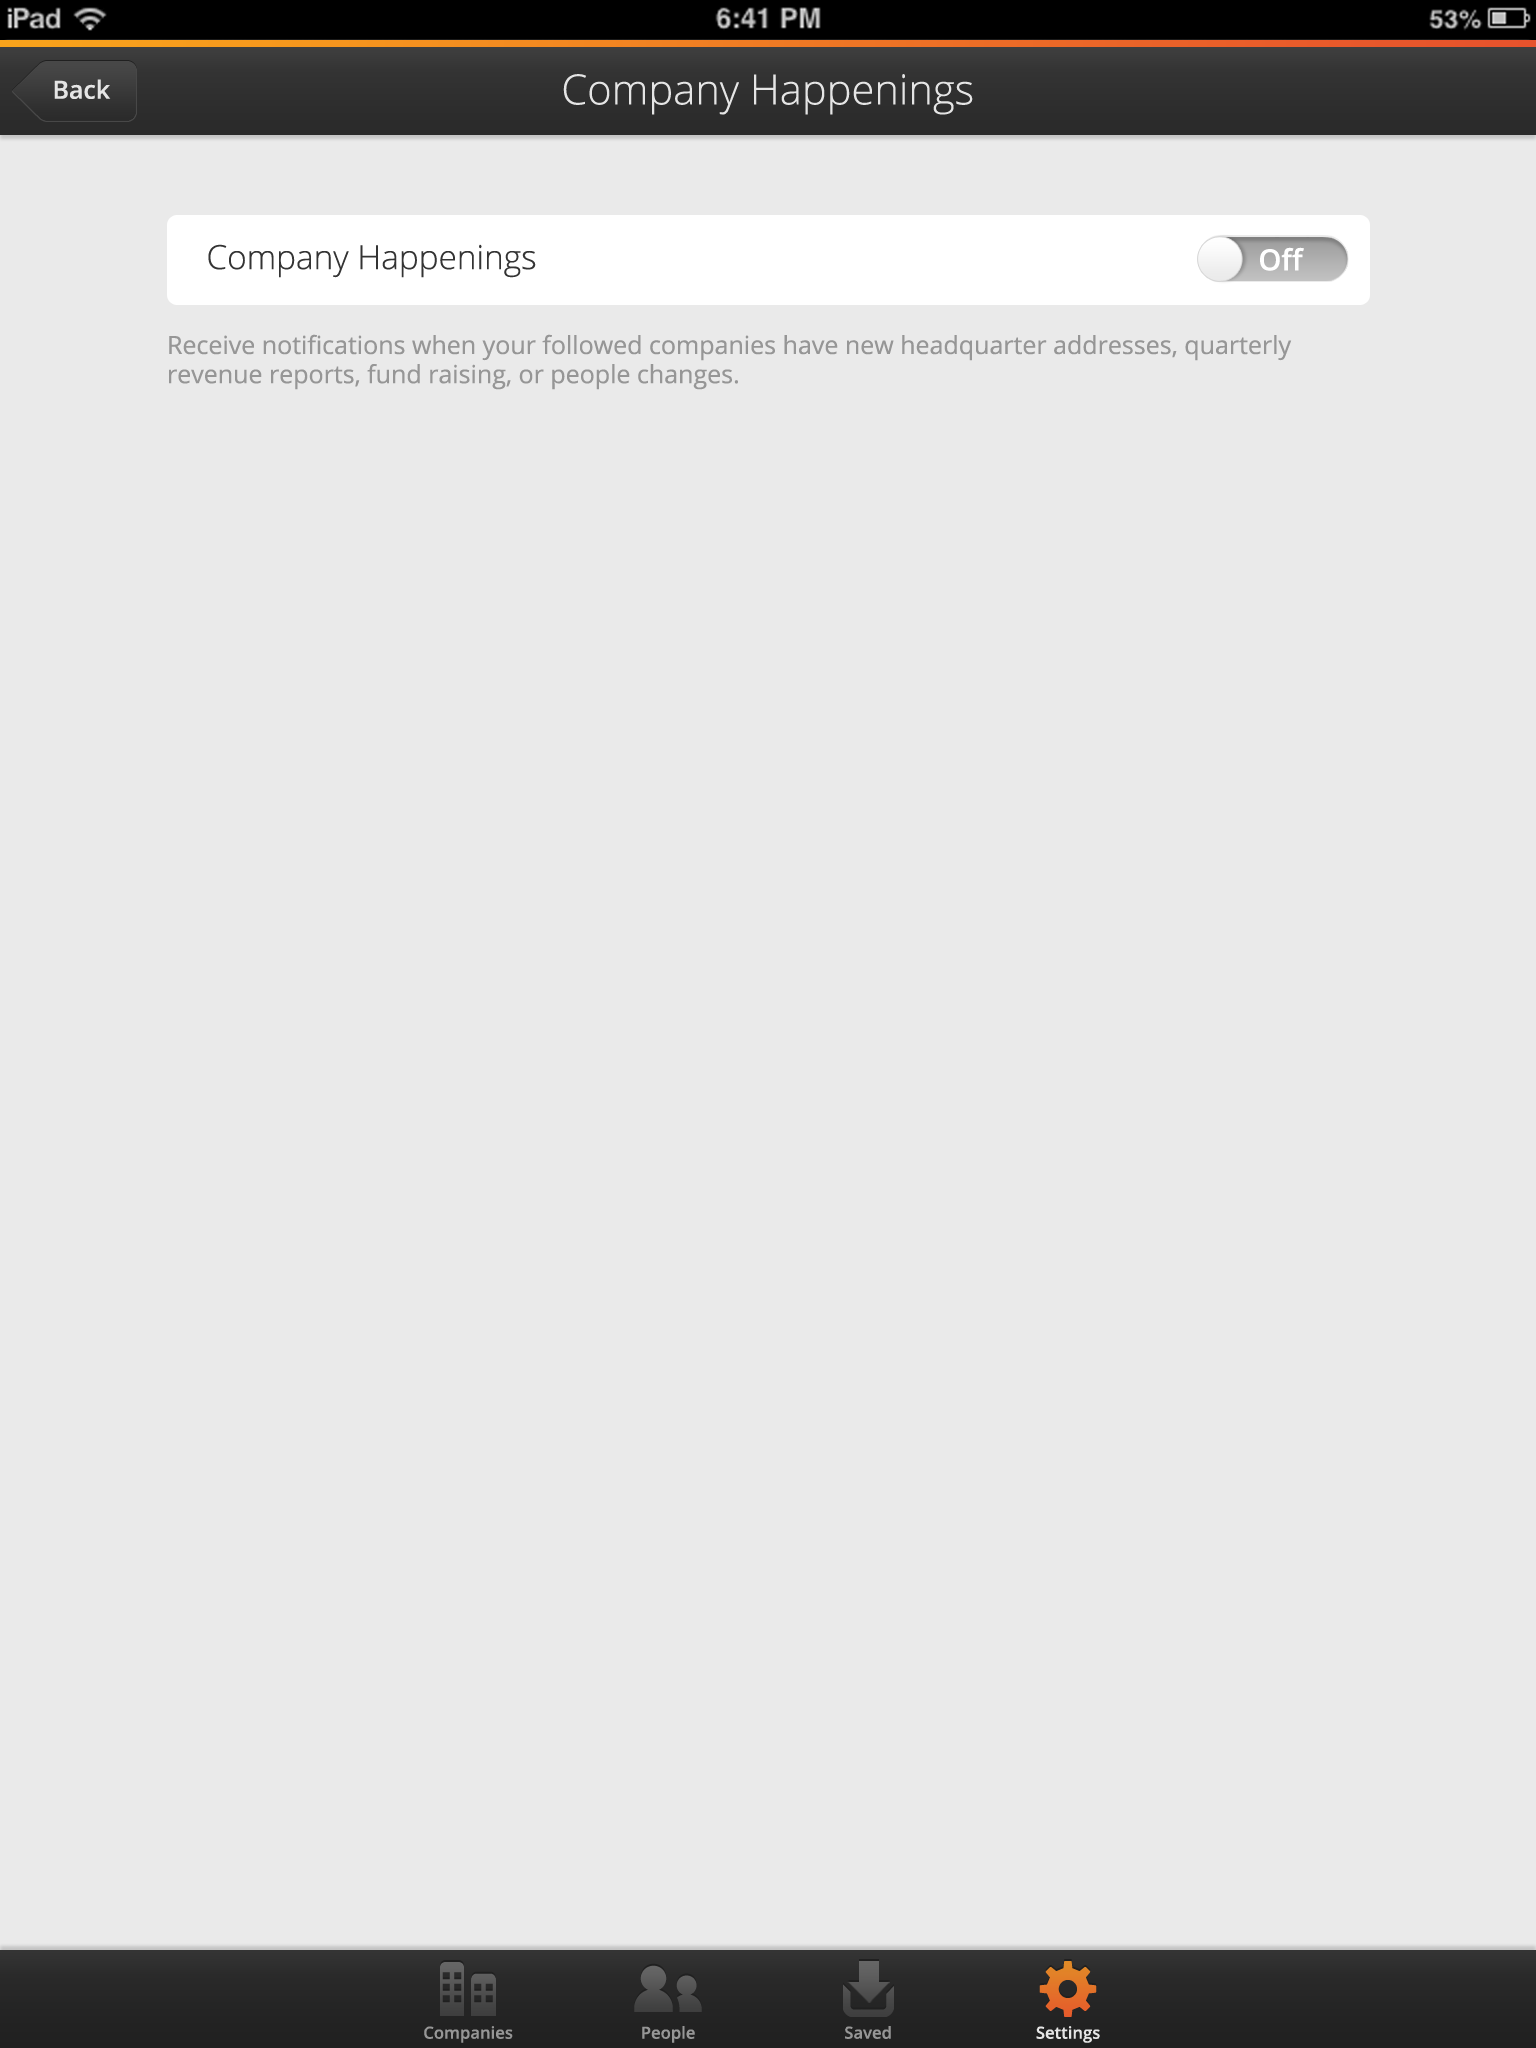 iPad
6:41 PM
53%
Back
Company Happenings
Company Happenings
Off
Receive notifications when your followed companies have new headquarter addresses, quarterly
revenue reports, fund raising, or people changes.
Companies
People
Saved
Settings